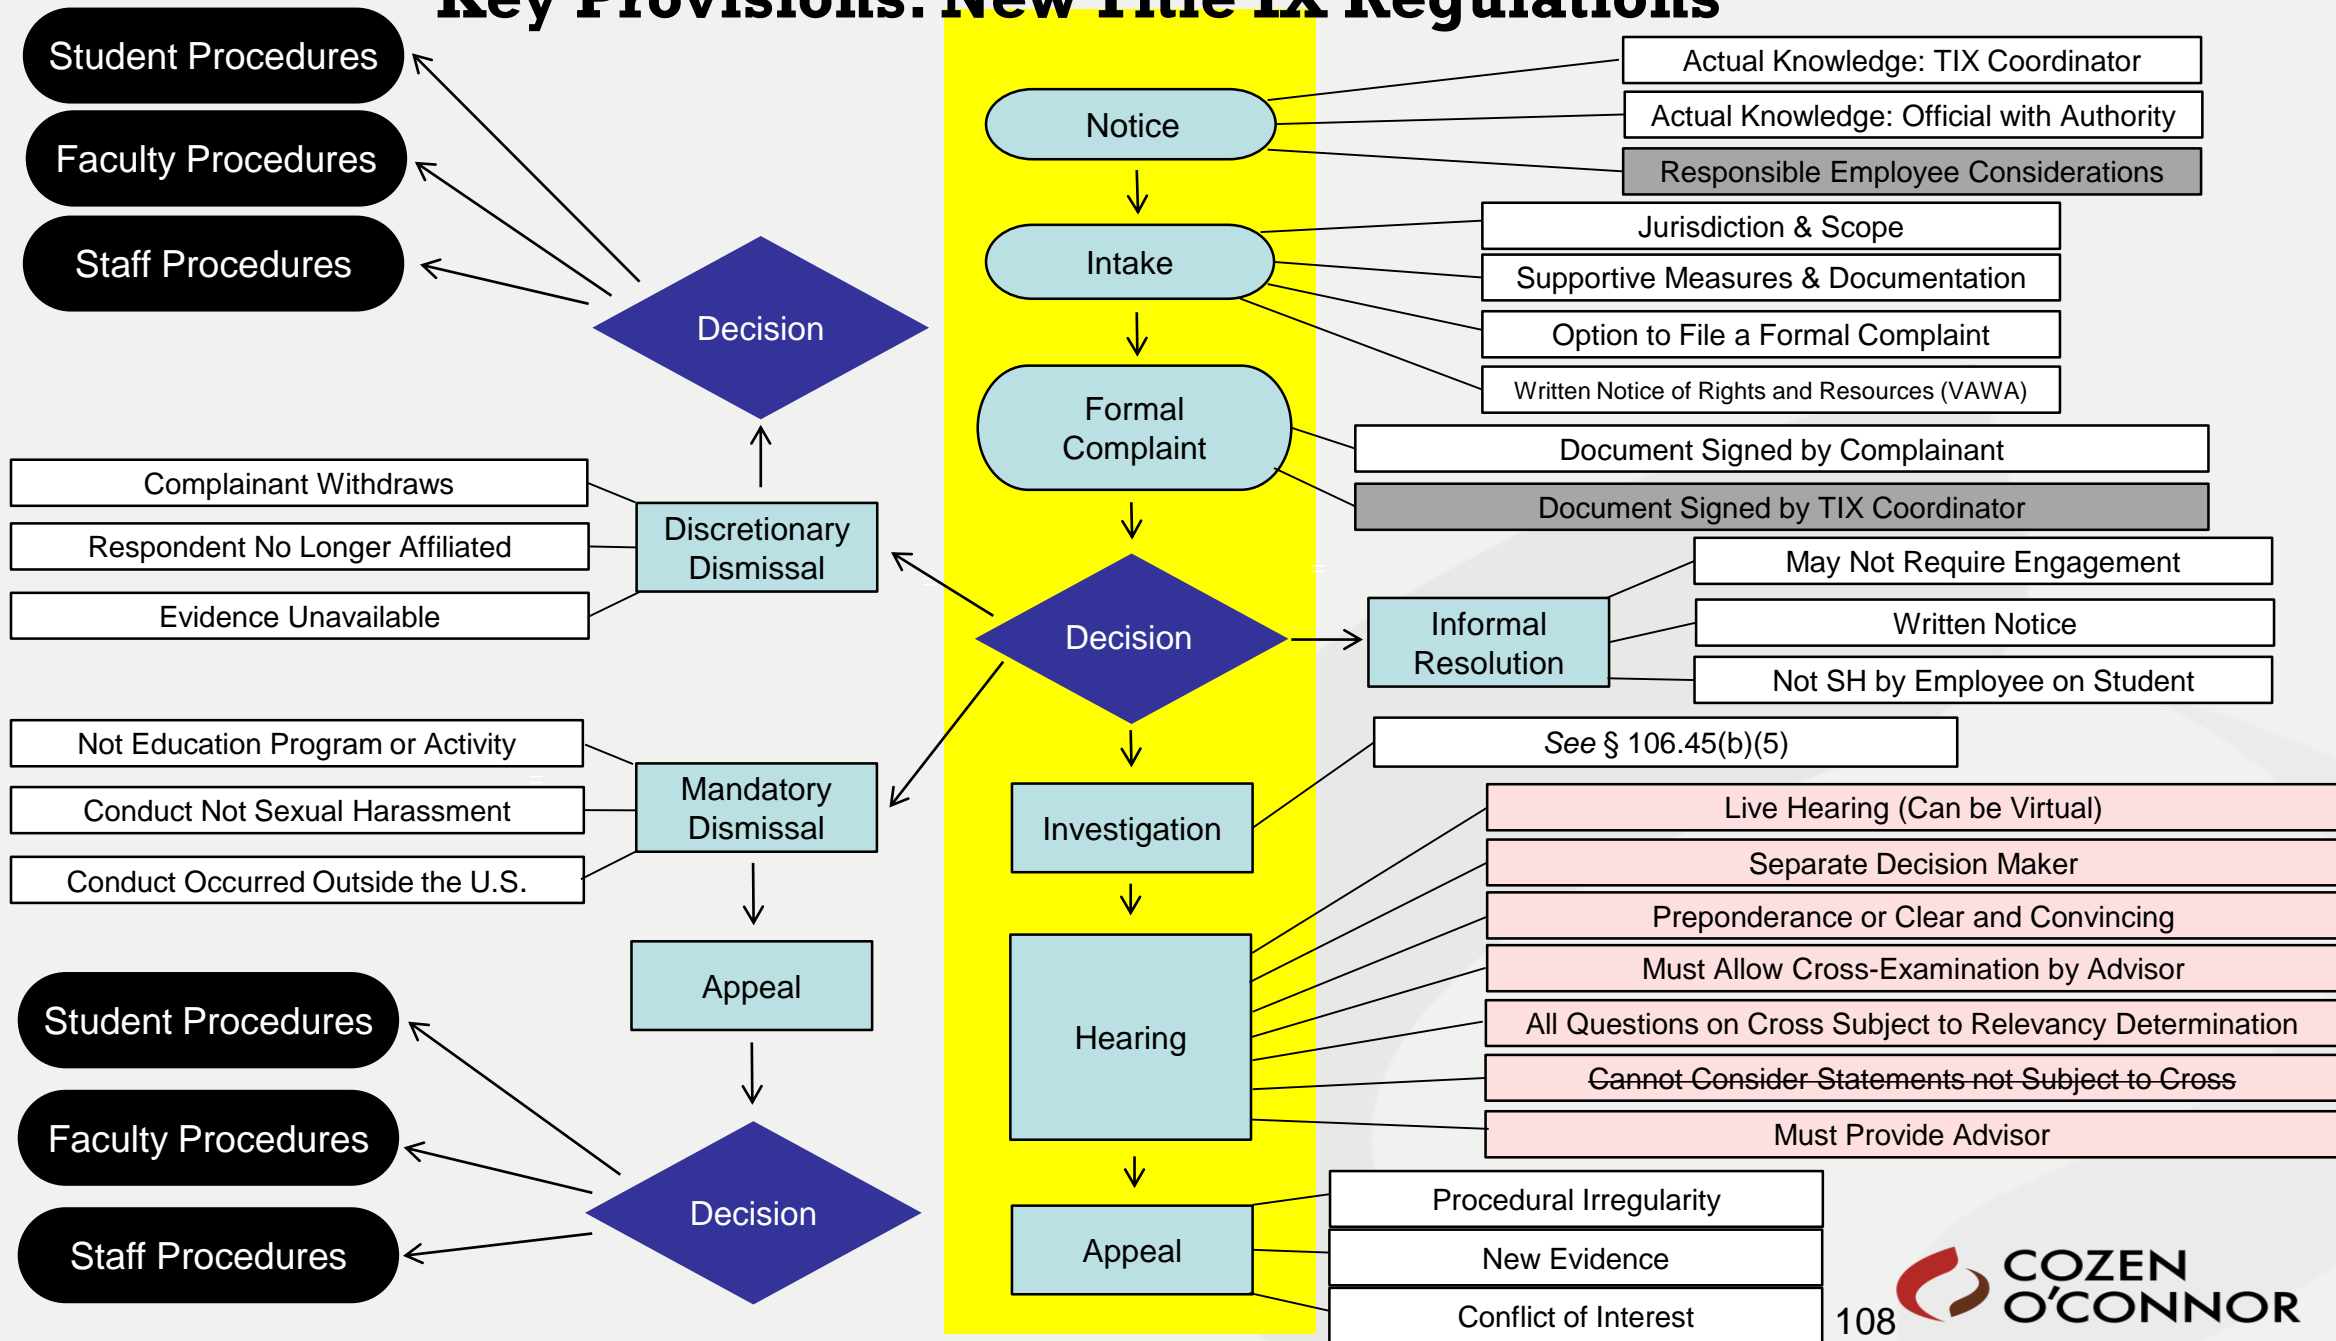 Key Provisions: New Title IX Regulations
Student Procedures
Faculty Procedures
Staff Procedures
Decision
Complainant Withdraws
Respondent No Longer Affiliated
Evidence Unavailable
Discretionary
Dismissal
Not Education Program or Activity
Conduct Not Sexual Harassment
Conduct Occurred Outside the U.S.
Mandatory
Dismissal
Appeal
Student Procedures
Faculty Procedures
Staff Procedures
Decision
Notice
Intake
Formal
Complaint
Decision
Investigation
Hearing
Appeal
Actual Knowledge: TIX Coordinator
Actual Knowledge: Official with Authority
Responsible Employee Considerations
Jurisdiction & Scope
Supportive Measures & Documentation
Option to File a Formal Complaint
Written Notice of Rights and Resources (VAWA)
Document Signed by Complainant
Document Signed by TIX Coordinator
=
Informal
Resolution
May Not Require Engagement
Written Notice
Not SH by Employee on Student
See § 106.45(b)(5)
=
Live Hearing (Can be Virtual)
Separate Decision Maker
Preponderance or Clear and Convincing
Must Allow Cross-Examination by Advisor
All Questions on Cross Subject to Relevancy Determination
Cannot Consider Statements not Subject to Cross
Must Provide Advisor
Procedural Irregularity
New Evidence
Conflict of Interest
108
COZEN
O'CONNOR